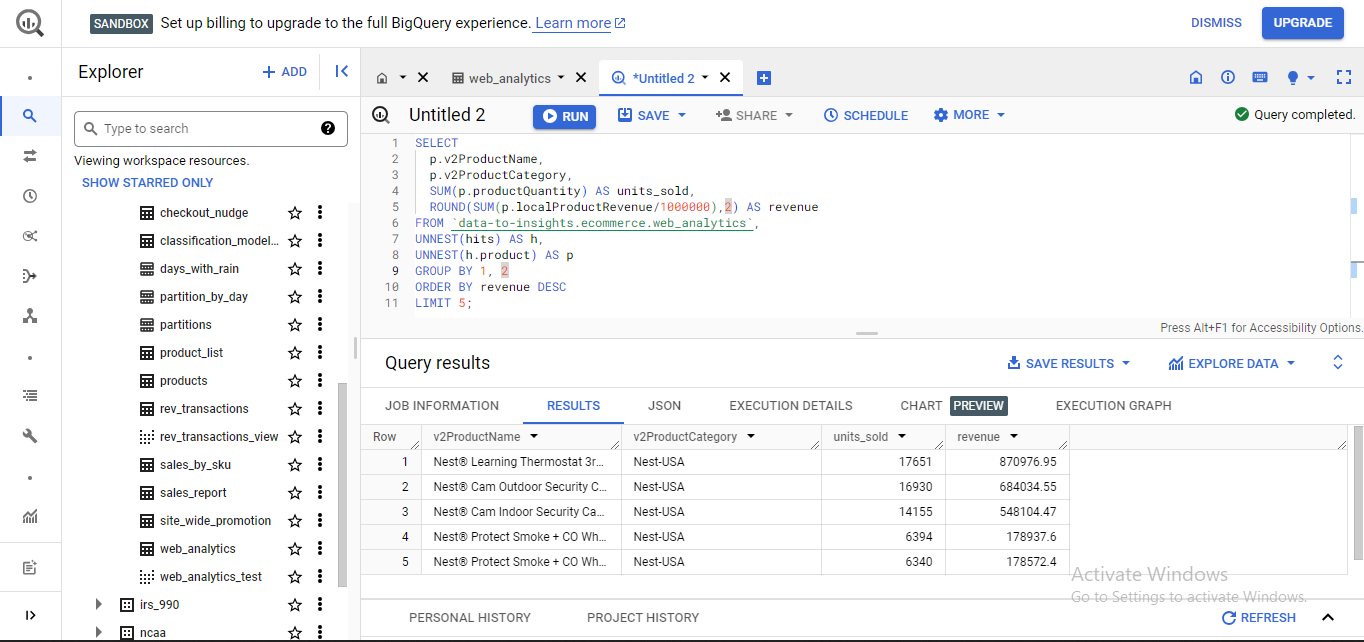 SANDBOX Set up billing to upgrade to the full BigQuery experience. Learn more
DISMISS
UPGRADE
Explorer
+ ADD
web_analytics
*Untitled 2
Type to search
Viewing workspace resources.
SHOW STARRED ONLY
checkout_nudge
classification_model...
days_with_rain
partition_by_day
partitions
product_list
products
rev_transactions
rev_transactions_view
sales_by_sku
sales_report
site_wide_promotion
web_analytics
web_analytics_test
irs_990
ncaa
Untitled 2
RUN
SAVE
SHARE
SCHEDULE
MORE
Query completed.
1 SELECT
2 p.v2ProductName,
3 p.v2ProductCategory,
4 SUM(p.productQuantity) AS units_sold,
5 ROUND(SUM(p.localProductRevenue/1000000),2) AS revenue
6 FROM `data-to-insights.ecommerce.web_analytics`,
7 UNNEST(hits) AS h,
8 UNNEST(h.product) AS p
9 GROUP BY 1, 2
10 ORDER BY revenue DESC
11 LIMIT 5;
Press Alt+F1 for Accessibility Options.
Query results
SAVE RESULTS
EXPLORE DATA
JOB INFORMATION RESULTS JSON EXECUTION DETAILS CHART PREVIEW EXECUTION GRAPH
Row v2ProductName v2ProductCategory units_sold revenue
1 Nest® Learning Thermostat 3r... Nest-USA 17651 870976.95
2 Nest® Cam Outdoor Security C... Nest-USA 16930 684034.55
3 Nest® Cam Indoor Security Ca... Nest-USA 14155 548104.47
4 Nest® Protect Smoke + CO Wh... Nest-USA 6394 178937.6
5 Nest® Protect Smoke + CO Wh... Nest-USA 6340 178572.4
Activate Windows
Go to Settings to activate Windows.
PERSONAL HISTORY PROJECT HISTORY
REFRESH